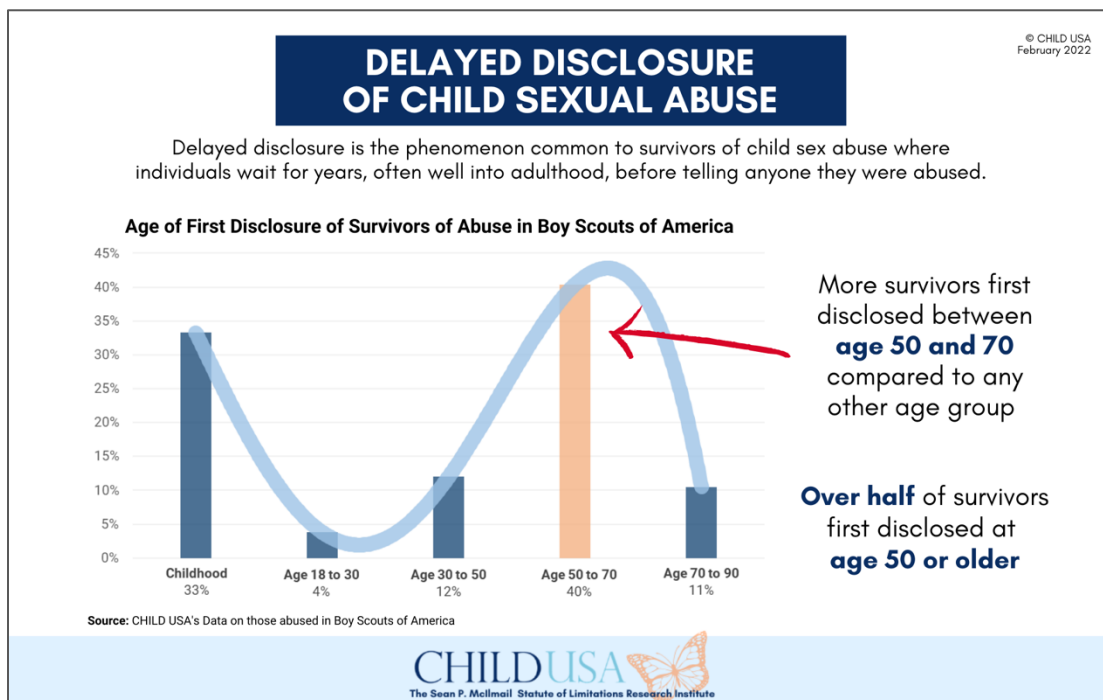 © CHILD USA
February 2022
DELAYED DISCLOSURE
OF CHILD SEXUAL ABUSE
Delayed disclosure is the phenomenon common to survivors of child sex abuse where
individuals wait for years, often well into adulthood, before telling anyone they were abused.
Age of First Disclosure of Survivors of Abuse in Boy Scouts of America
45%
40%
35%
30%
25%
20%
15%
10%
5%
0%
Childhood
33%
Age 18 to 30
4%
Age 30 to 50
12%
Age 50 to 70
40%
Age 70 to 90
11%
More survivors first
disclosed between
age 50 and 70
compared to any
other age group
Over half of survivors
first disclosed at
age 50 or older
Source: CHILD USA's Data on those abused in Boy Scouts of America
CHILDUSA
The Sean P. McIlmail Statute of Limitations Research Institute